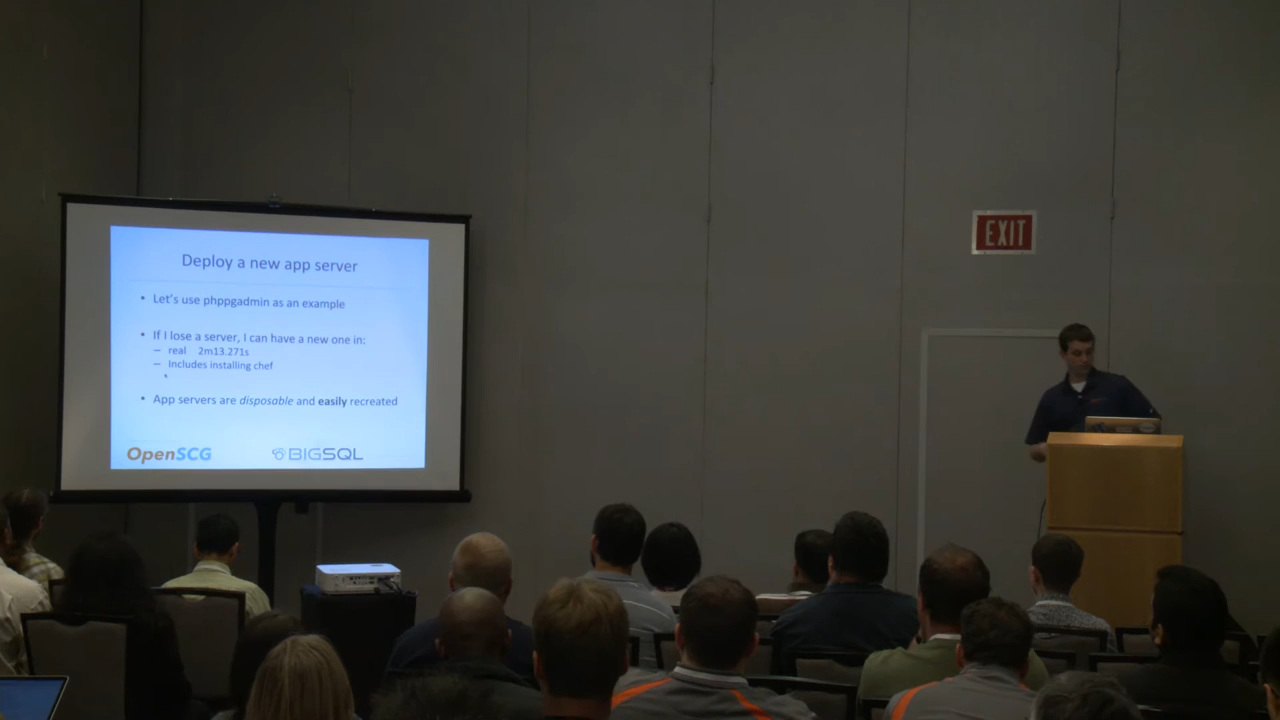 Deploy a new app server
• Let's use phppgadmin as an example
• If I lose a server, I can have a new one in:
– real 2m13.271s
– Includes installing chef
• App servers are disposable and easily recreated
OpenSCG
BIGSQL
EXIT